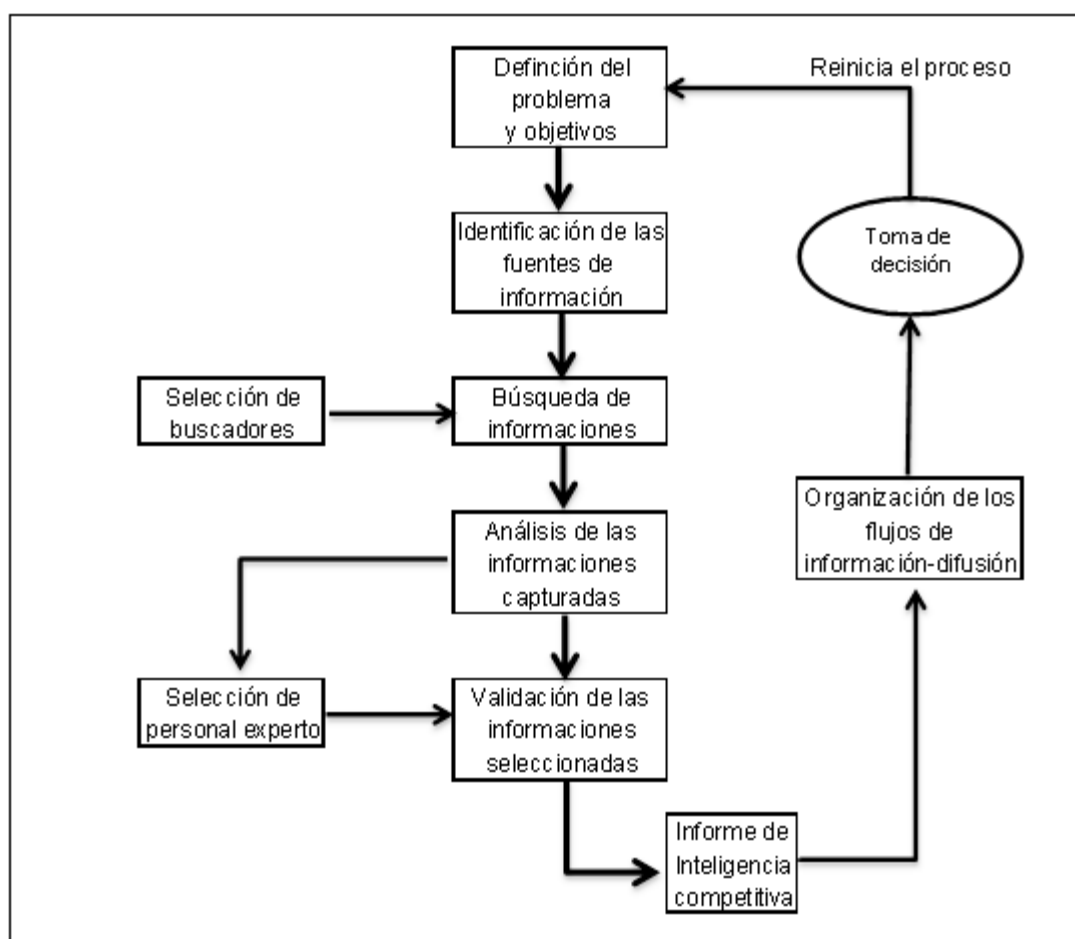 Definción del
problema
y objetivos
Reinicia el proceso
Identificación de las
fuentes de
información
Toma de
decisión
Selección de
buscadores
Búsqueda de
informaciones
Organización de los
flujos de
información-difusión
Análisis de las
informaciones
capturadas
Selección de
personal experto
Validación de las
informaciones
seleccionadas
Informe de
Inteligencia
competitiva